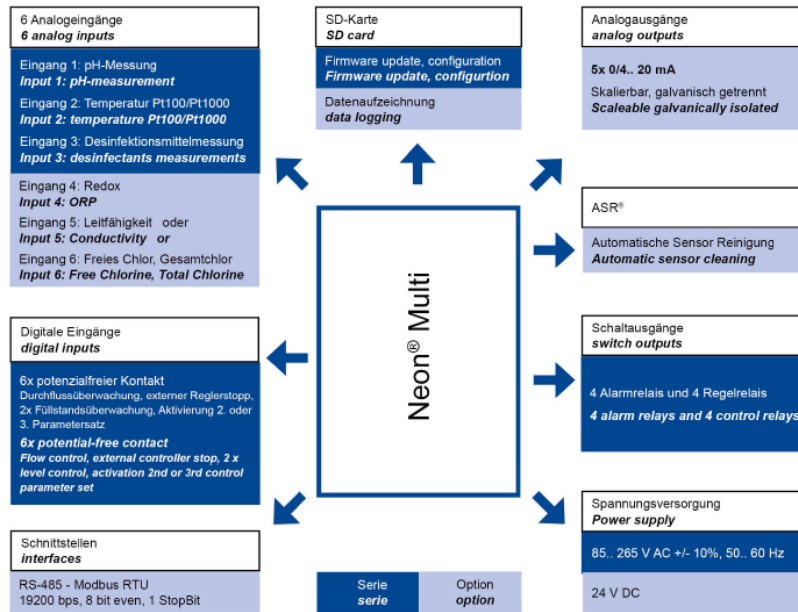 6 Analogeingänge
6 analog inputs
Eingang 1: pH-Messung
Input 1: pH-measurement
Eingang 2: Temperatur Pt100/Pt1000
Input 2: temperature Pt100/Pt1000
Eingang 3: Desinfektionsmittelmessung
Input 3: desinfectants measurements
Eingang 4: Redox
Input 4: ORP
Eingang 5: Leitfähigkeit oder
Input 5: Conductivity or
Eingang 6: Freies Chlor, Gesamtchlor
Input 6: Free Chlorine, Total Chlorine
SD-Karte
SD card
Firmware update, configuration
Firmware update, configurtion
Datenaufzeichnung
data logging
Analogausgänge
analog outputs
5x 0/4.. 20 mA
Skalierbar, galvanisch getrennt
Scaleable galvanically isolated
ASR®
Automatische Sensor Reinigung
Automatic sensor cleaning
Neon® Multi
Digitale Eingänge
digital inputs
6x potenzialfreier Kontakt
Durchflussüberwachung, externer Reglerstopp,
2x Füllstandsüberwachung, Aktivierung 2. oder
3. Parametersatz
6x potential-free contact
Flow control, external controller stop, 2 x
level control, activation 2nd or 3rd control
parameter set
Schaltausgänge
switch outputs
4 Alarmrelais und 4 Regelrelais
4 alarm relays and 4 control relays
Schnittstellen
interfaces
RS-485 - Modbus RTU
19200 bps, 8 bit even, 1 StopBit
Serie
serie
Option
option
Spannungsversorgung
Power supply
85.. 265 V AC +/- 10%, 50.. 60 Hz
24 V DC